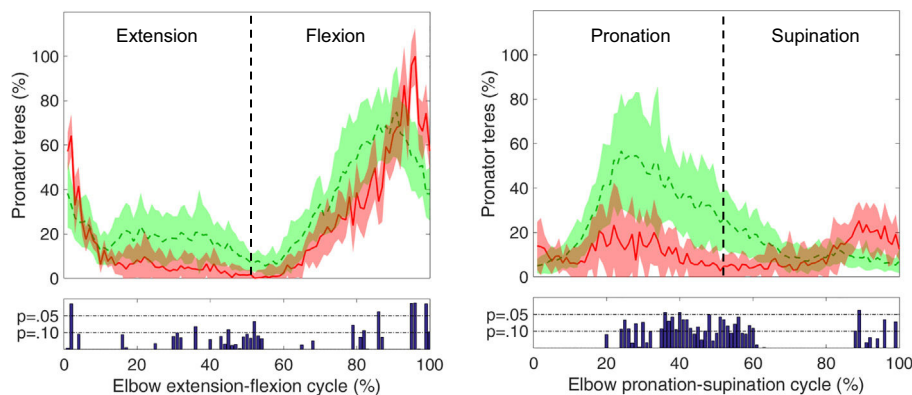 Extension Flexion
Pronator teres (%)
100
80
60
40
20
0
p=.05
p=.10
0 20 40 60 80 100
Elbow extension-flexion cycle (%)
Pronation Supination
Pronator teres (%)
100
80
60
40
20
0
p=.05
p=.10
0 20 40 60 80 100
Elbow pronation-supination cycle (%)